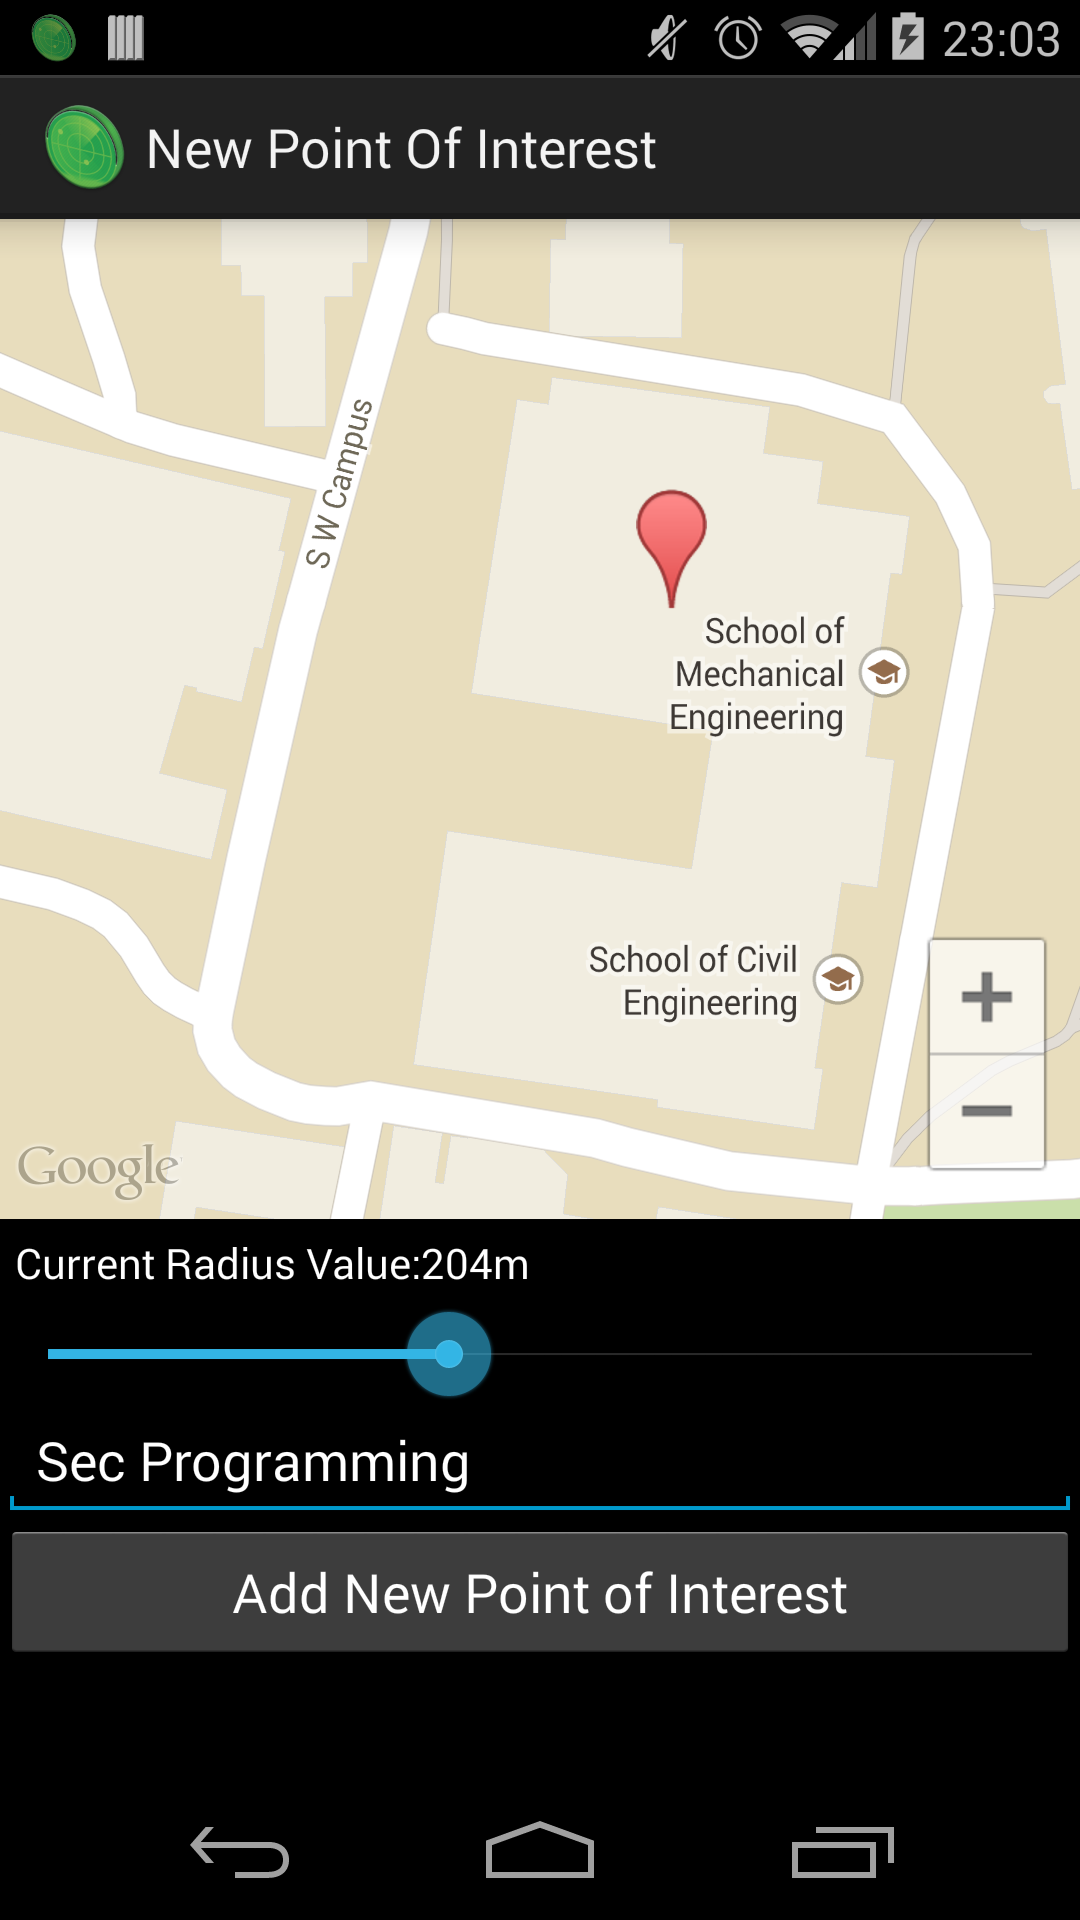 23:03
New Point Of Interest
S W Campus
School of
Mechanical
Engineering
School of Civil
Engineering
Google
Current Radius Value:204m
Sec Programming
Add New Point of Interest